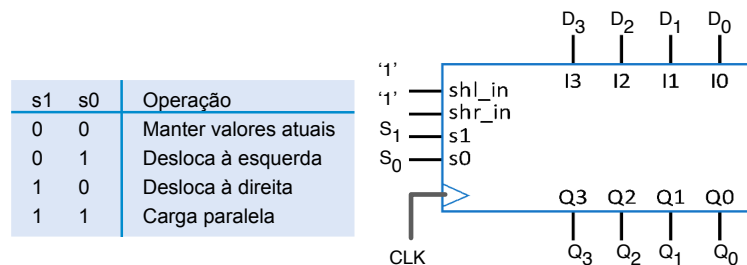 s1 s0 Operação
0 0 Manter valores atuais
0 1 Desloca à esquerda
1 0 Desloca à direita
1 1 Carga paralela
D3 D2 D1 D0
I3 I2 I1 I0
'1' shl_in
'1' shr_in
S1 s1
S0 s0
Q3 Q2 Q1 Q0
CLK
Q3 Q2 Q1 Q0